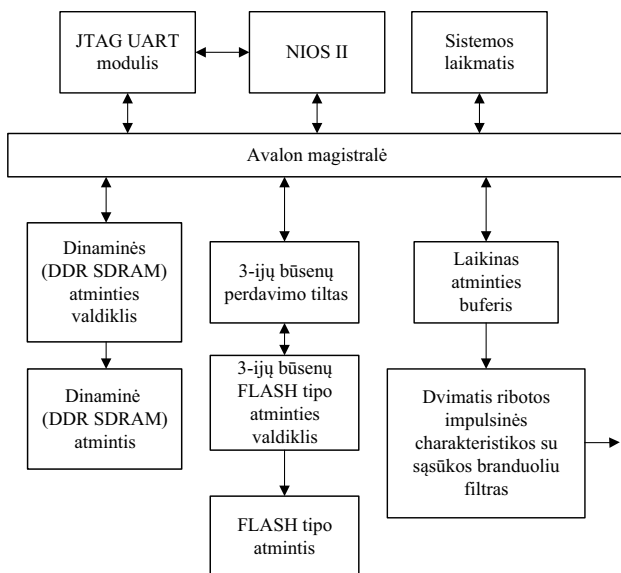 JTAG UART
modulis
NIOS II
Sistemos
laikmatis
Avalon magistralė
Dinaminės
(DDR SDRAM)
atminties
valdiklis
3-ijų būsenų
perdavimo tiltas
Laikinas
atminties
buferis
Dinaminė
(DDR SDRAM)
atmintis
3-ijų būsenų
FLASH tipo
atminties
valdiklis
Dvimatis ribotos
impulsinės
charakteristikos su
sąsūkos branduoliu
filtras
FLASH tipo
atmintis